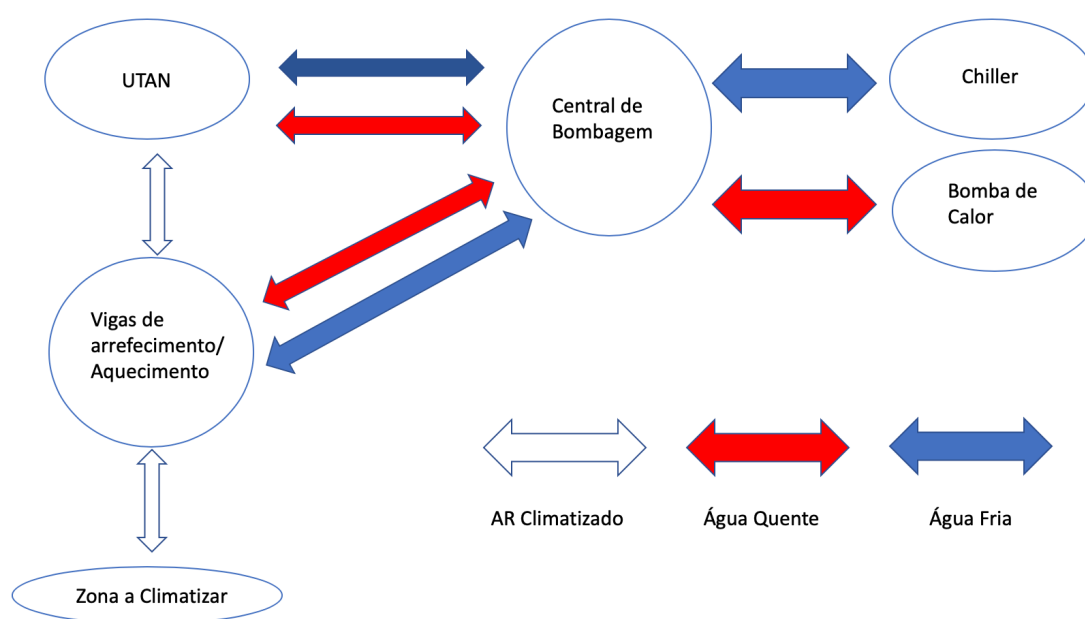 UTAN
Central de
Bombagem
Chiller
Bomba de
Calor
Vigas de
arrefecimento/
Aquecimento
AR Climatizado
Água Quente
Água Fria
Zona a Climatizar